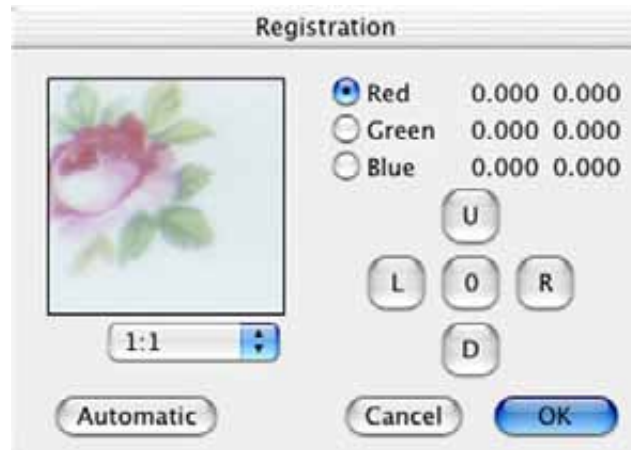 Registration
Red 0.000 0.000
Green 0.000 0.000
Blue 0.000 0.000
U
L 0 R
D
1:1
Automatic Cancel OK